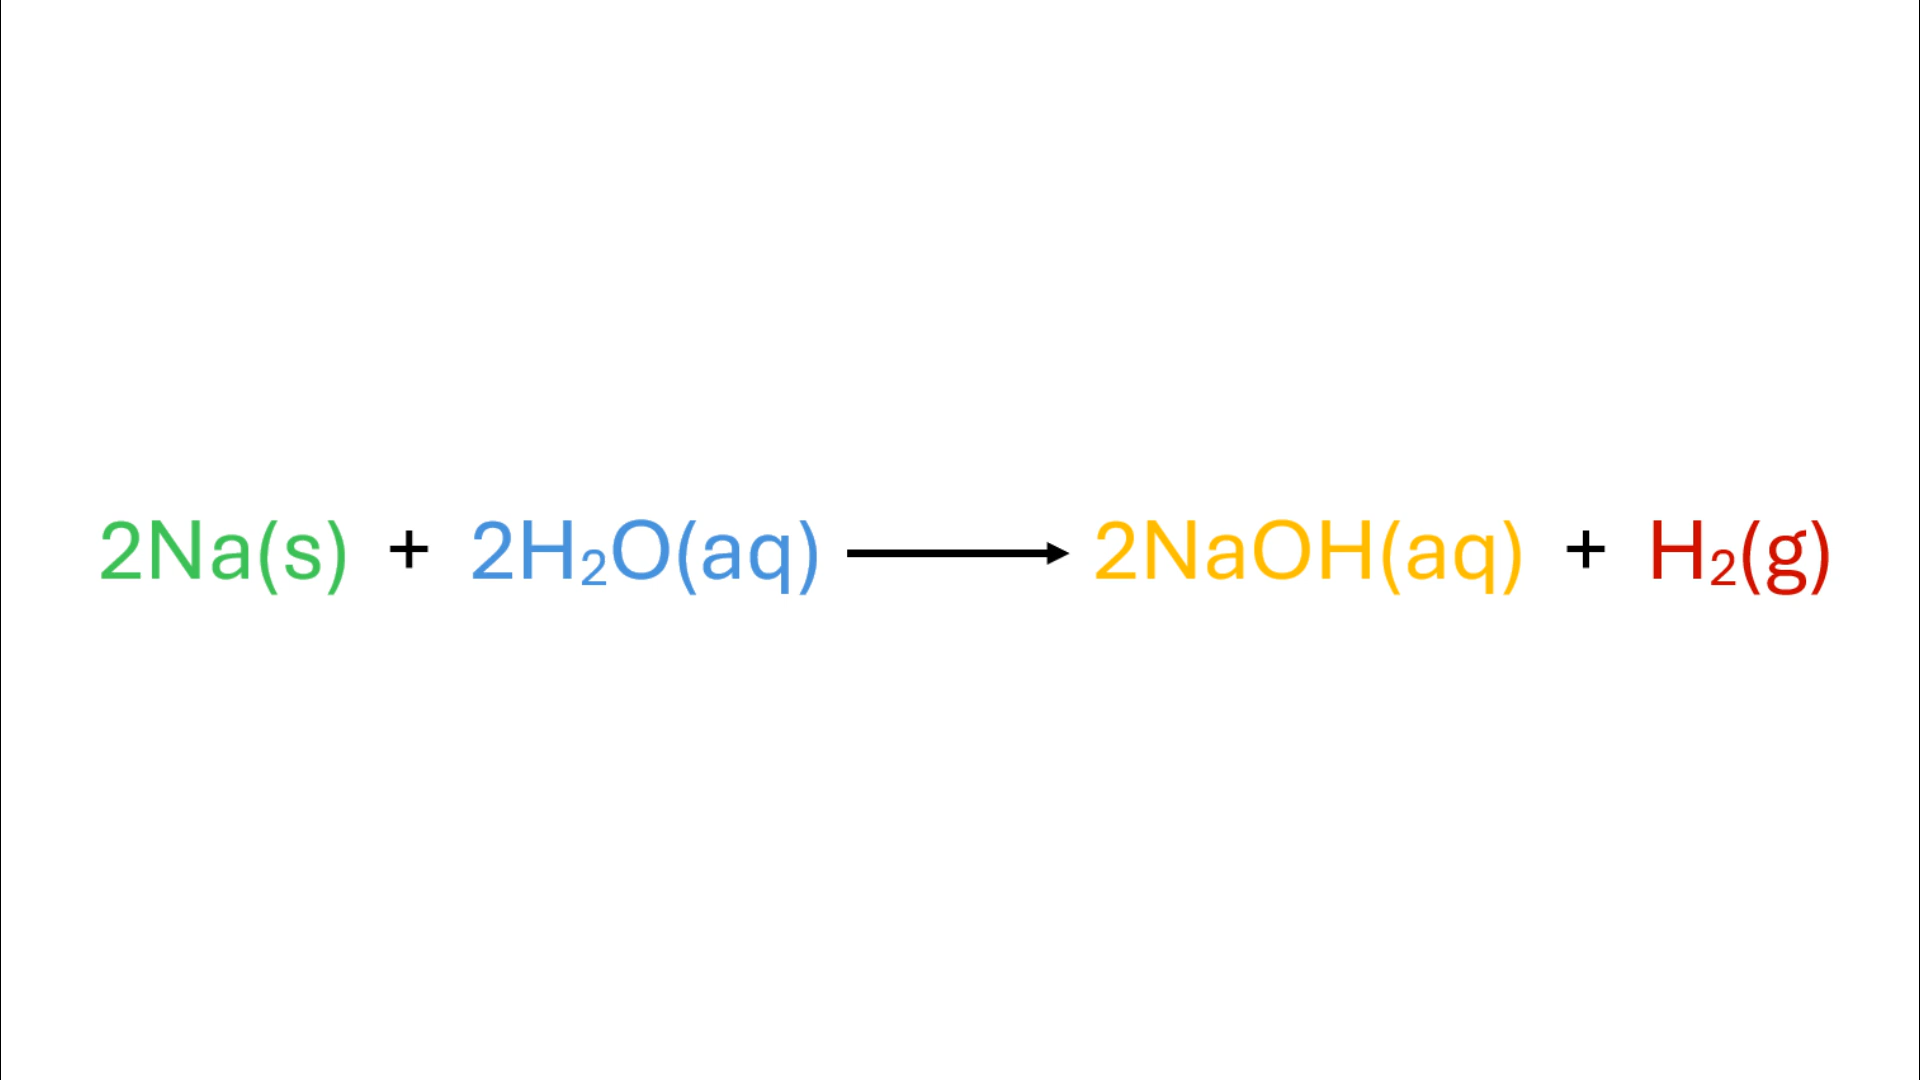 2Na(s) + 2H₂O(aq) ⟶ 2NaOH(aq) + H₂(g)